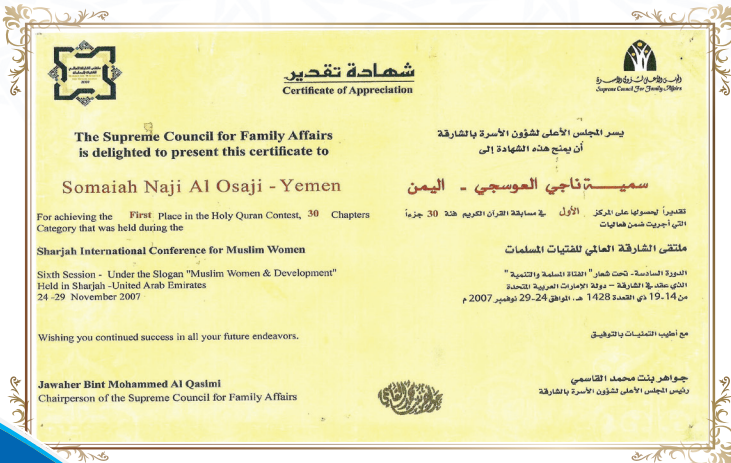 شهادة تقدير
Certificate of Appreciation
المجلس الأعلى لشؤون الأسرة
Supreme Council For Family Affairs
The Supreme Council for Family Affairs
is delighted to present this certificate to
Somaiah Naji Al Osaji - Yemen
For achieving the First Place in the Holy Quran Contest, 30 Chapters
Category that was held during the
Sharjah International Conference for Muslim Women
Sixth Session - Under the Slogan "Muslim Women & Development"
Held in Sharjah -United Arab Emirates
24 -29 November 2007
Wishing you continued success in all your future endeavors.
Jawaher Bint Mohammed Al Qasimi
Chairperson of the Supreme Council for Family Affairs
يسر المجلس الأعلى لشؤون الأسرة بالشارقة
أن يمنح هذه الشهادة إلى
سميــة ناجي العوسجي - اليمن
تقديراً لحصولها على المركز الأول في مسابقة القرآن الكريم فئة 30 جزءاً
التي أجريت ضمن فعاليات
ملتقى الشارقة العالمي للفتيات المسلمات
الدورة السادسة- تحت شعار " الفتاة المسلمة والتنمية "
الذي عقد في الشارقة – دولة الإمارات العربية المتحدة
من 14-19 ذي القعدة 1428 هـ. الموافق 24-29 نوفمبر 2007 م
مع أطيب التمنيات بالتوفيق
جواهر بنت محمد القاسمي
رئيس المجلس الأعلى لشؤون الأسرة بالشارقة